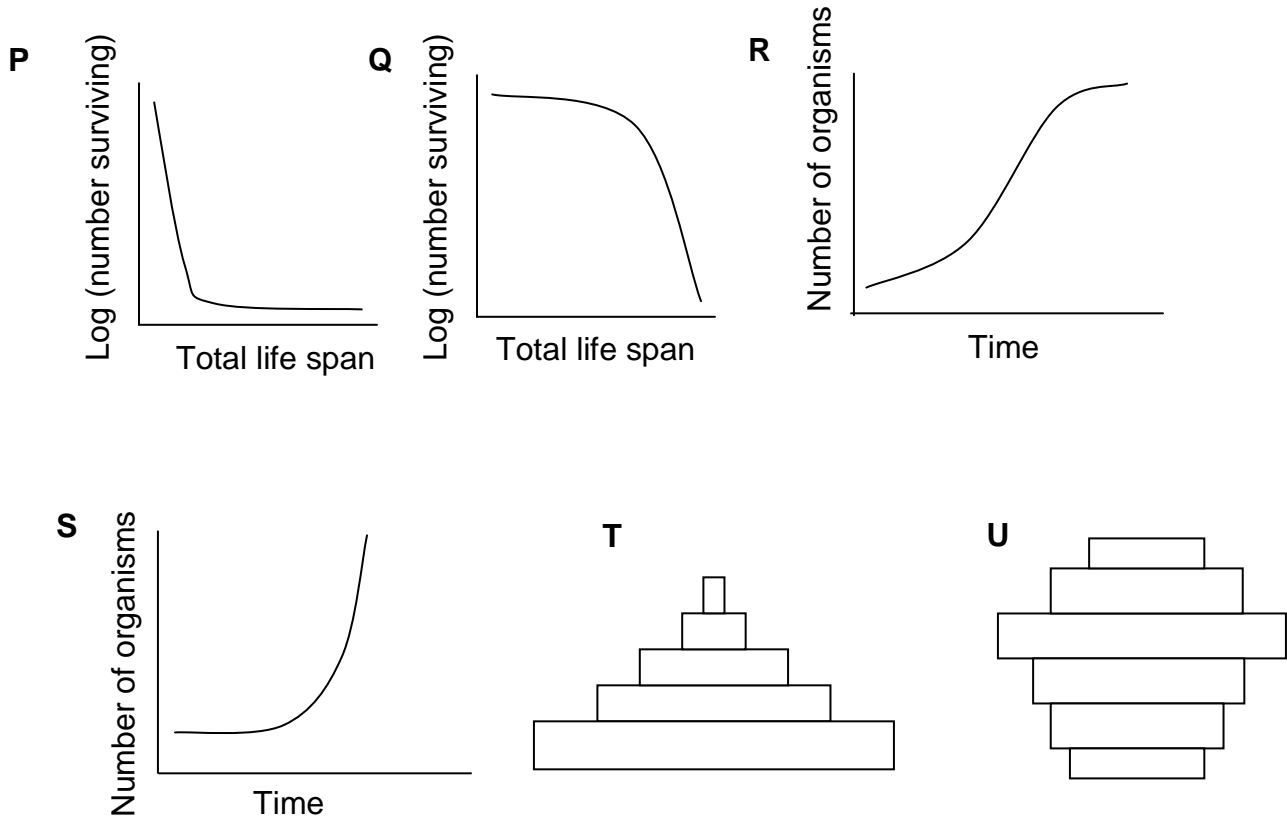 P
Log (number surviving)
Total life span
Q
Log (number surviving)
Total life span
R
Number of organisms
Time
S
Number of organisms
Time
T
U